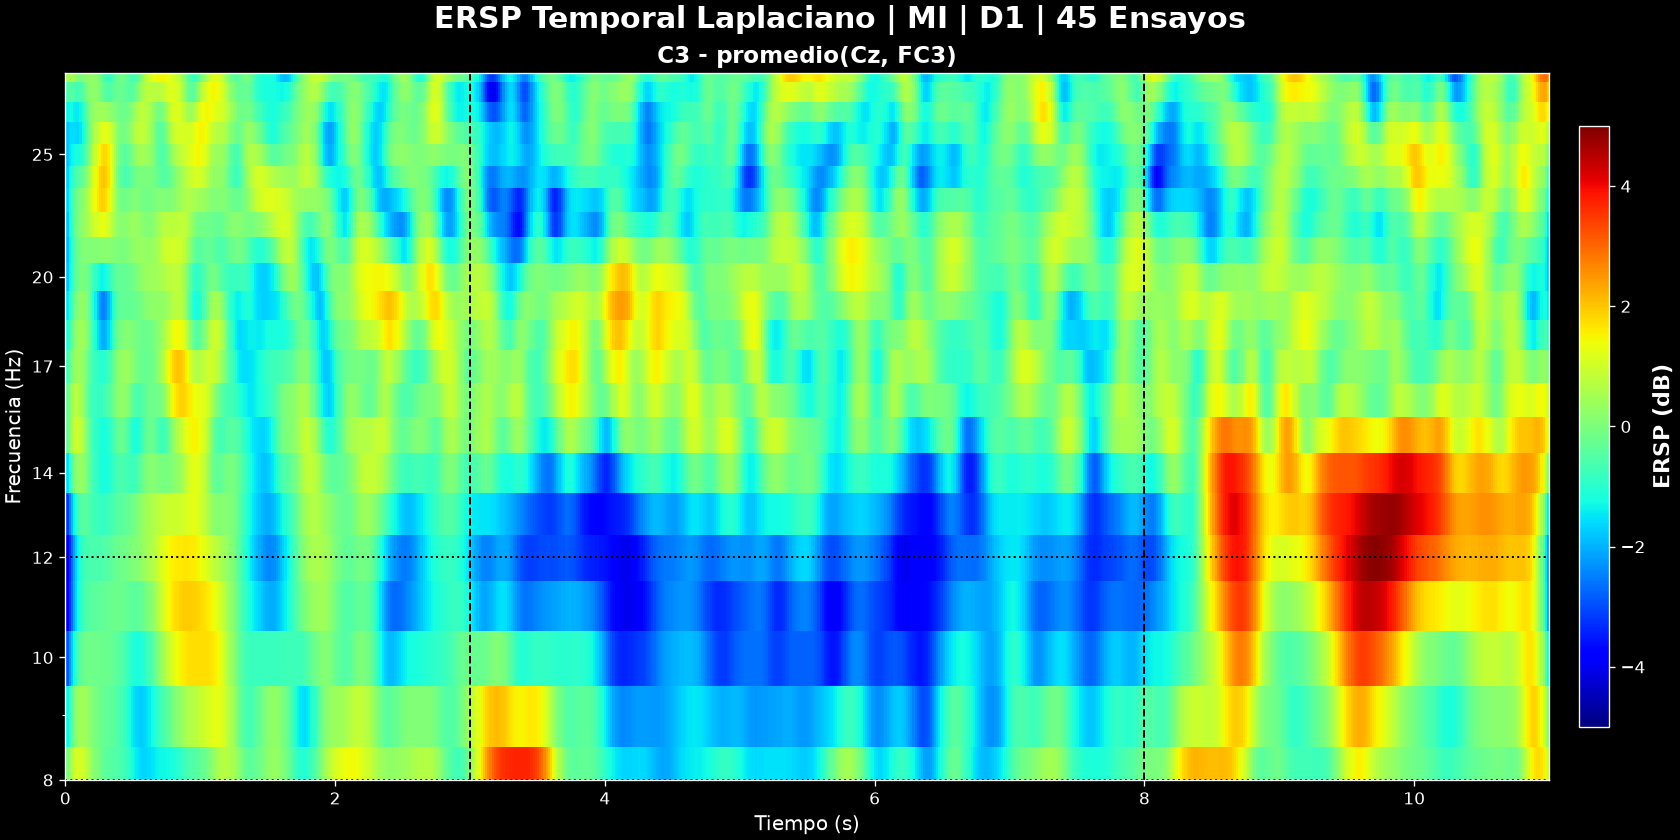 ERSP Temporal Laplaciano | MI | D1 | 45 Ensayos
C3 - promedio(Cz, FC3)
Frecuencia (Hz)
25
20
17
14
12
10
8
0 2 4 6 8 10
Tiempo (s)
4
2
0
−2
−4
ERSP (dB)